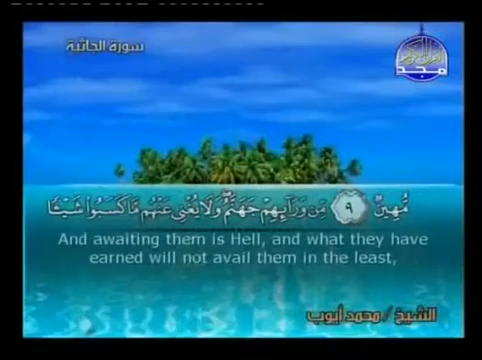 سورة الجاثية
مجد
مُّهِينٌ ٩ مِّن وَرَآئِهِمْ جَهَنَّمُ وَلَا يُغْنِى عَنْهُم مَّا كَسَبُوا۟ شَيْـًٔا
And awaiting them is Hell, and what they have
earned will not avail them in the least,
الشيخ / محمد أيوب